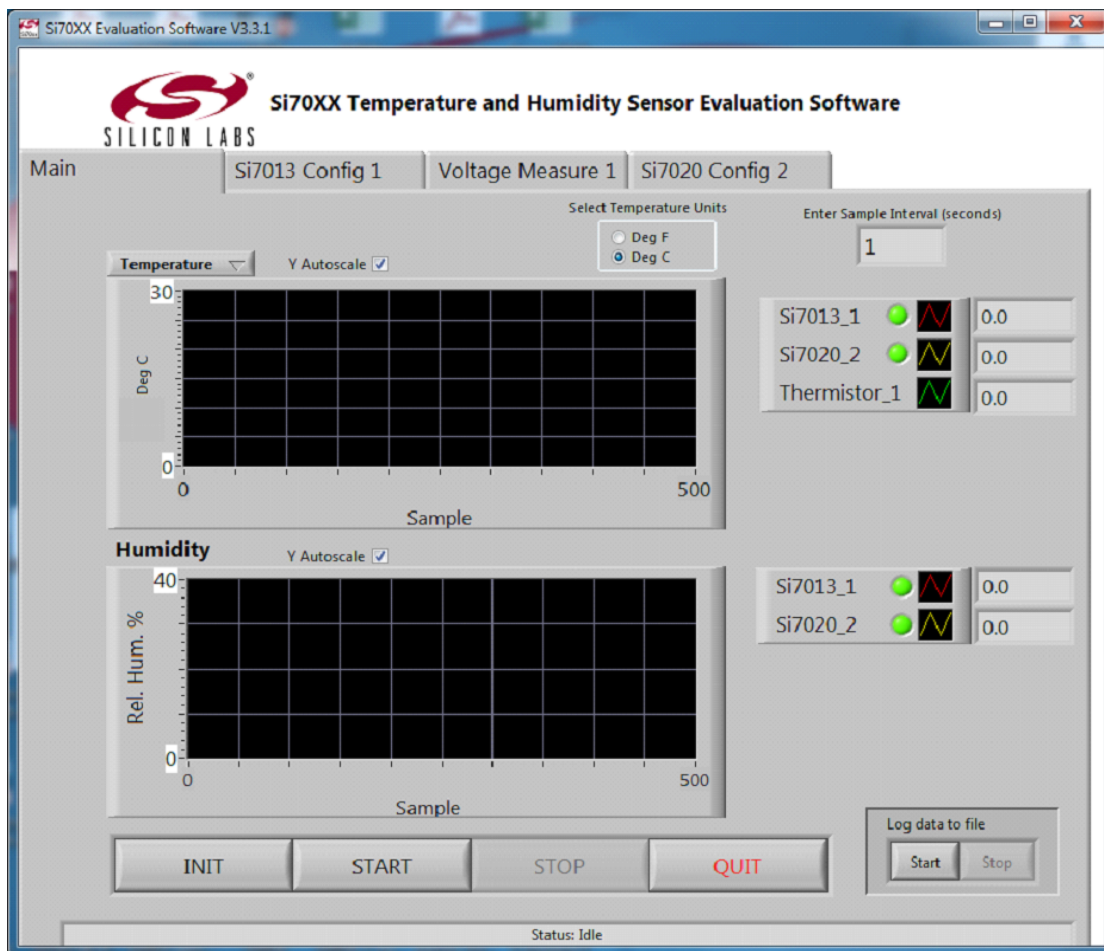 Si70XX Evaluation Software V3.3.1
SILICON LABS
Si70XX Temperature and Humidity Sensor Evaluation Software
Main
Si7013 Config 1
Voltage Measure 1
Si7020 Config 2
Select Temperature Units
Deg F
Deg C
Enter Sample Interval (seconds)
1
Temperature
Y Autoscale
30
Deg C
0
0
500
Sample
Si7013_1
0.0
Si7020_2
0.0
Thermistor_1
0.0
Humidity
Y Autoscale
40
Rel. Hum. %
0
0
500
Sample
Si7013_1
0.0
Si7020_2
0.0
INIT
START
STOP
QUIT
Log data to file
Start
Stop
Status: Idle